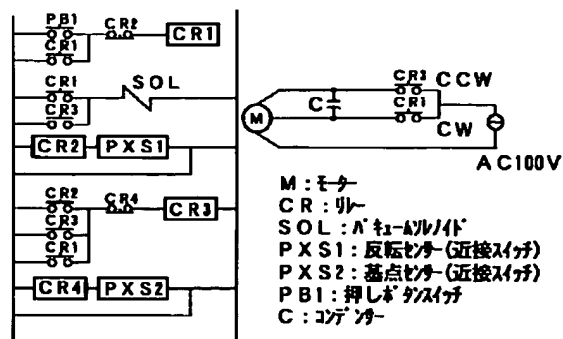 PB1 CR2 CR1
CR1
CR1 SOL
CR3
CR2 PXS1
CR2 CR4 CR3
CR3
CR1
CR4 PXS2
CR3 CCW
C CR1
M CW
AC100V
M:モーター
CR:リレー
SOL:バキュームソレノイド
PXS1:反転センサー(近接スイッチ)
PXS2:基点センサー(近接スイッチ)
PB1:押しボタンスイッチ
C:コンデンサー